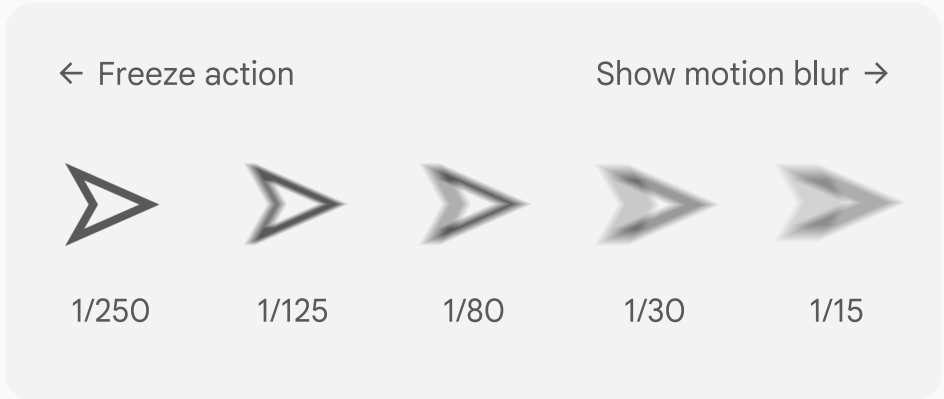 ← Freeze action
Show motion blur →
1/250
1/125
1/80
1/30
1/15